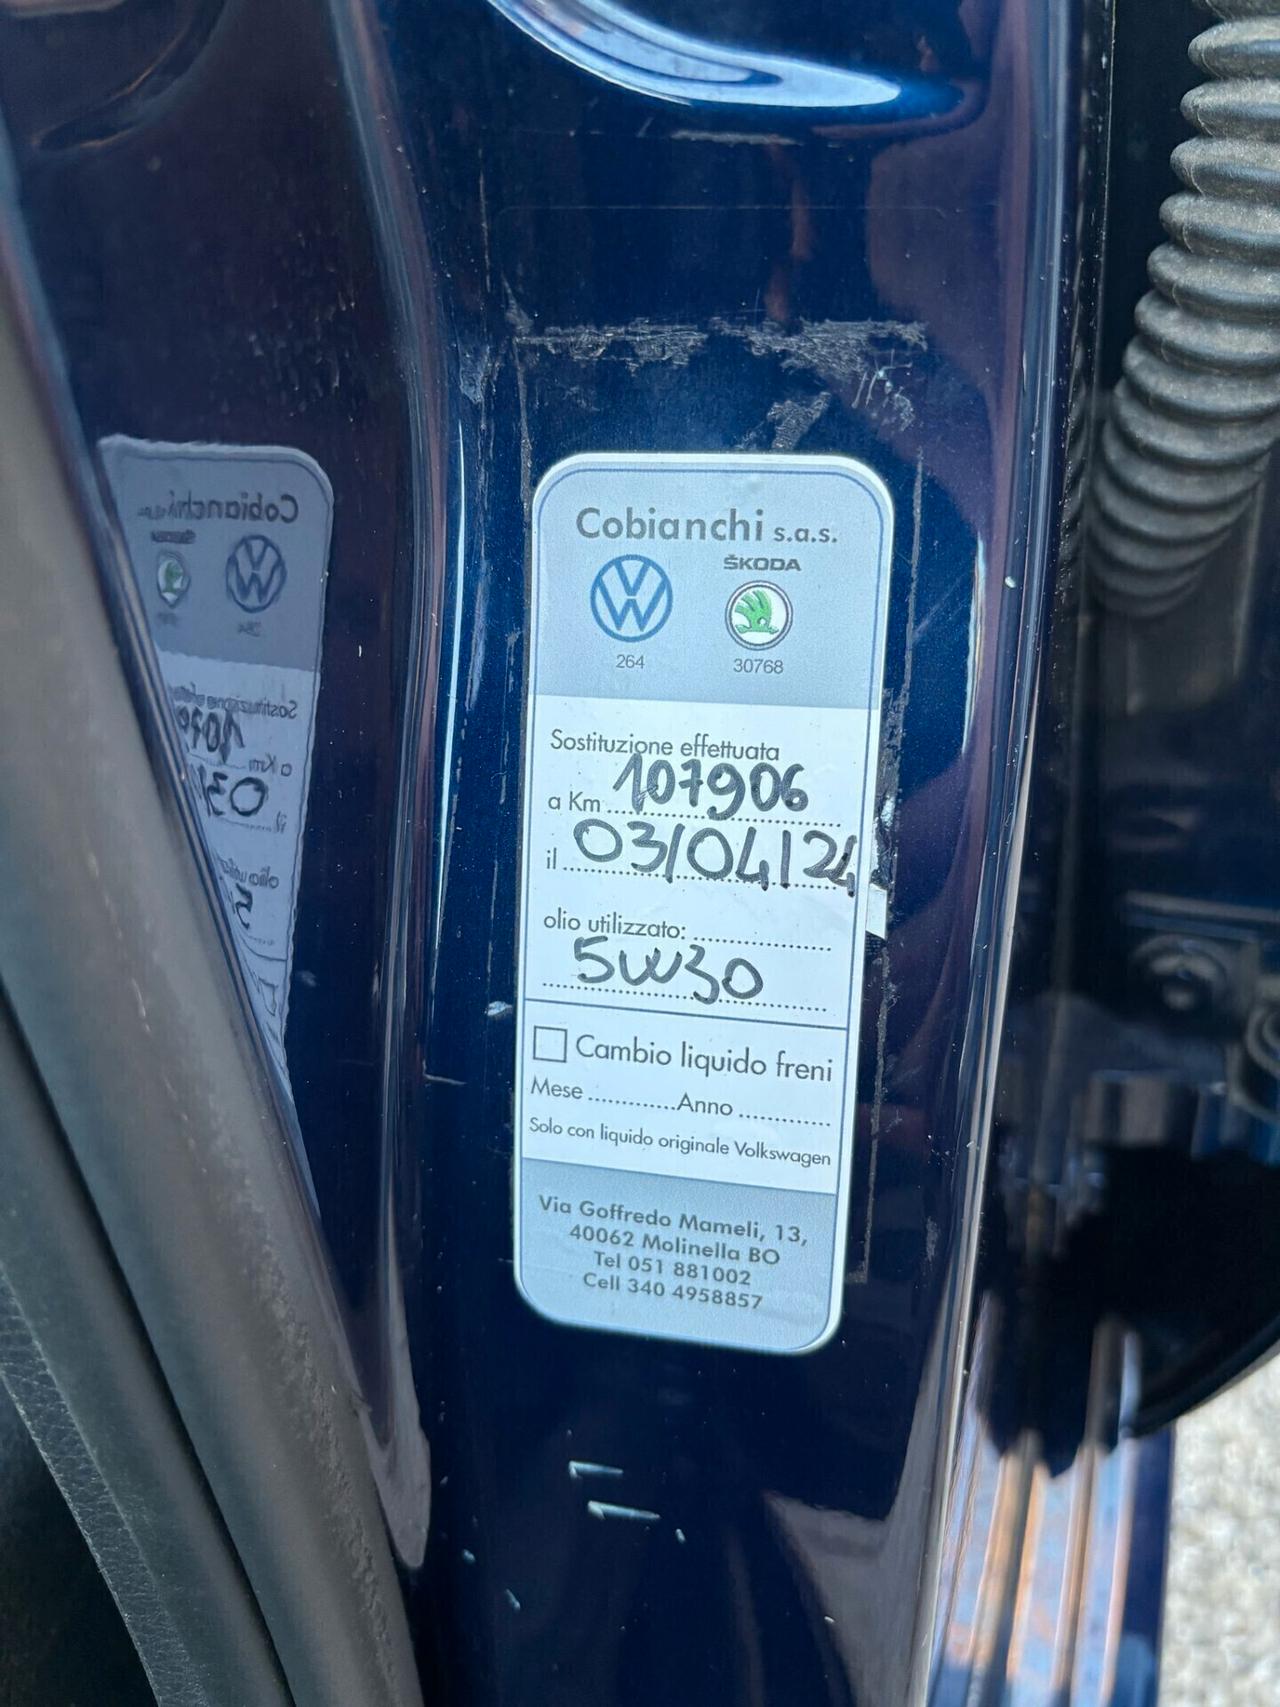 Cobianchi s.a.s.
ŠKODA
264 30768
Sostituzione effettuata
a Km 107906
il 03/04/24
olio utilizzato:
5W30
Cambio liquido freni
Mese ............Anno ............
Solo con liquido originale Volkswagen
Via Goffredo Mameli, 13,
40062 Molinella BO
Tel 051 881002
Cell 340 4958857